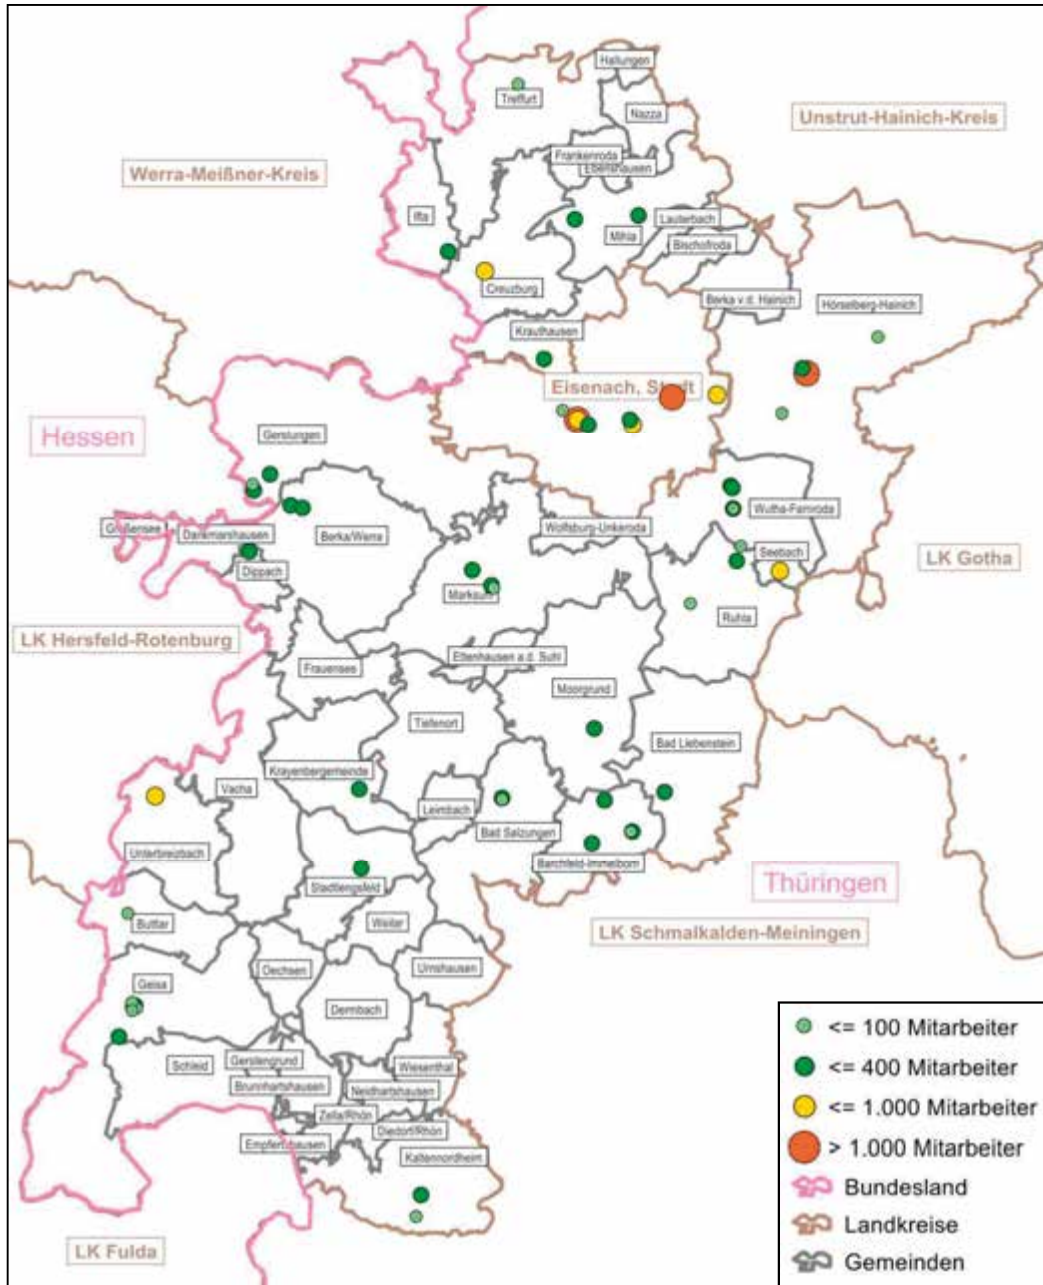 Hallungen
Treffurt
Nazza
Unstrut-Hainich-Kreis
Frankenroda
Ebenshausen
Werra-Meißner-Kreis
Ifta
Lauterbach
Mihla
Bischofroda
Creuzburg
Berka v.d. Hainich
Hörselberg-Hainich
Krauthausen
Eisenach, Stadt
Hessen
Gerstungen
Großensee
Dankmarshausen
Berka/Werra
Wolfsburg-Unkeroda
Wutha-Farnroda
Seebach
LK Gotha
Dippach
Marksuhl
Ruhla
LK Hersfeld-Rotenburg
Frauensee
Ettenhausen a.d. Suhl
Moorgrund
Tiefenort
Bad Liebenstein
Krayenberggemeinde
Vacha
Leimbach
Bad Salzungen
Unterbreizbach
Barchfeld-Immelborn
Stadtlengsfeld
Thüringen
Buttlar
Weilar
LK Schmalkalden-Meiningen
Oechsen
Urnshausen
Geisa
Dermbach
Schleid
Gerstengrund
Wiesenthal
Brunnhartshausen
Neidhartshausen
Zella/Rhön
Diedorf/Rhön
Empfertshausen
Kaltennordheim
LK Fulda
<= 100 Mitarbeiter
<= 400 Mitarbeiter
<= 1.000 Mitarbeiter
> 1.000 Mitarbeiter
Bundesland
Landkreise
Gemeinden